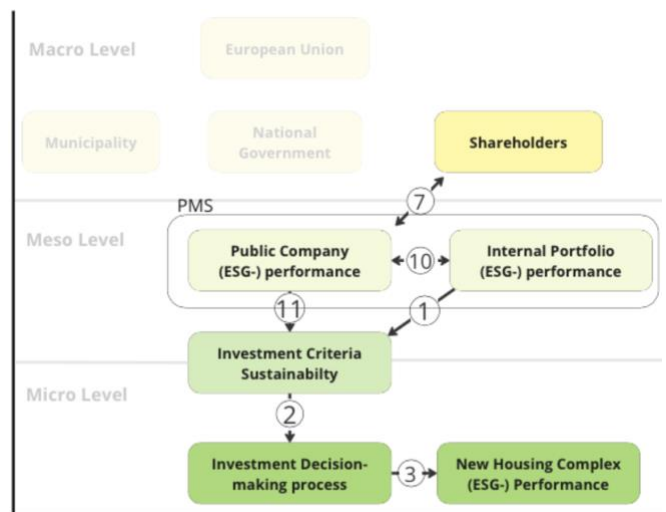 Macro Level
European Union
Municipality
National
Government
Shareholders
7
PMS
Meso Level
Public Company
(ESG-) performance
10
Internal Portfolio
(ESG-) performance
11
1
Investment Criteria
Sustainabilty
Micro Level
2
Investment Decision-
making process
3
New Housing Complex
(ESG-) Performance